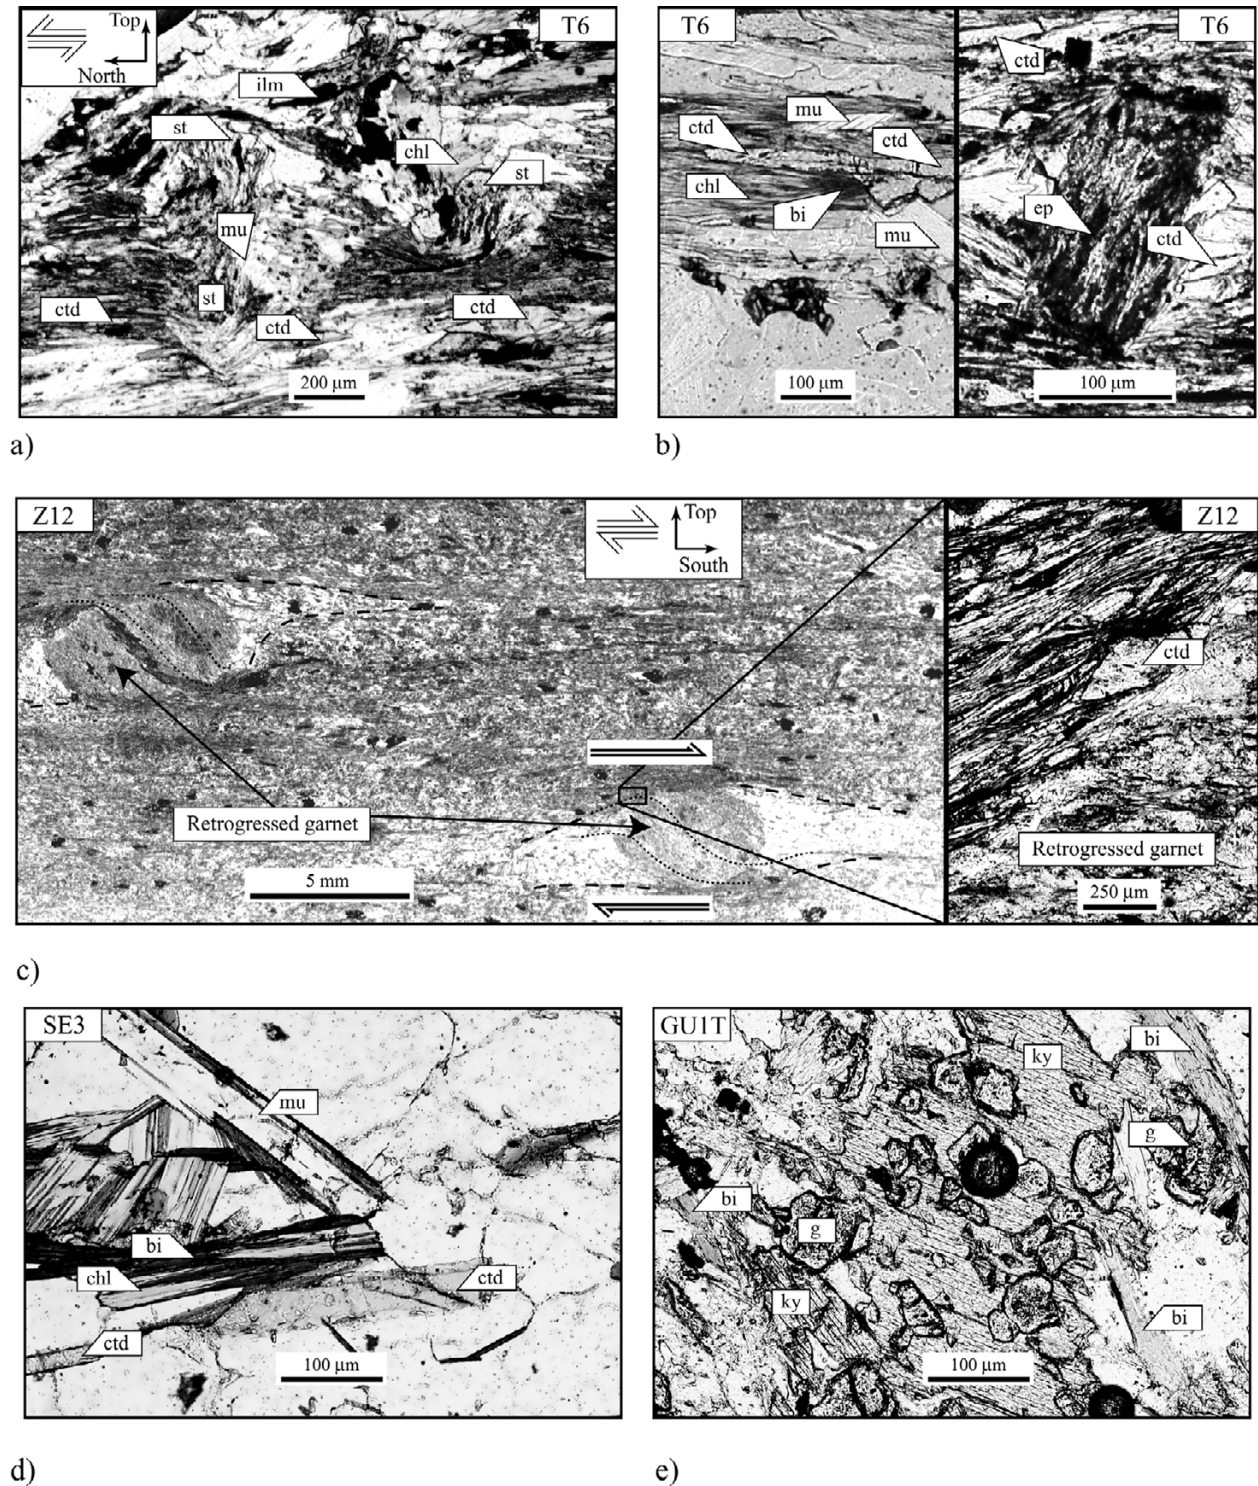 Top
North
T6
ilm
st
chl
st
mu
st
ctd
ctd
ctd
200 µm
a)
T6
mu
ctd
ctd
chl
bi
mu
100 µm
T6
ctd
ep
ctd
100 µm
b)
Z12
Top
South
Retrogressed garnet
5 mm
Z12
ctd
Retrogressed garnet
250 µm
c)
SE3
mu
bi
chl
ctd
ctd
100 µm
d)
GU1T
ky
bi
g
bi
g
ky
bi
100 µm
e)